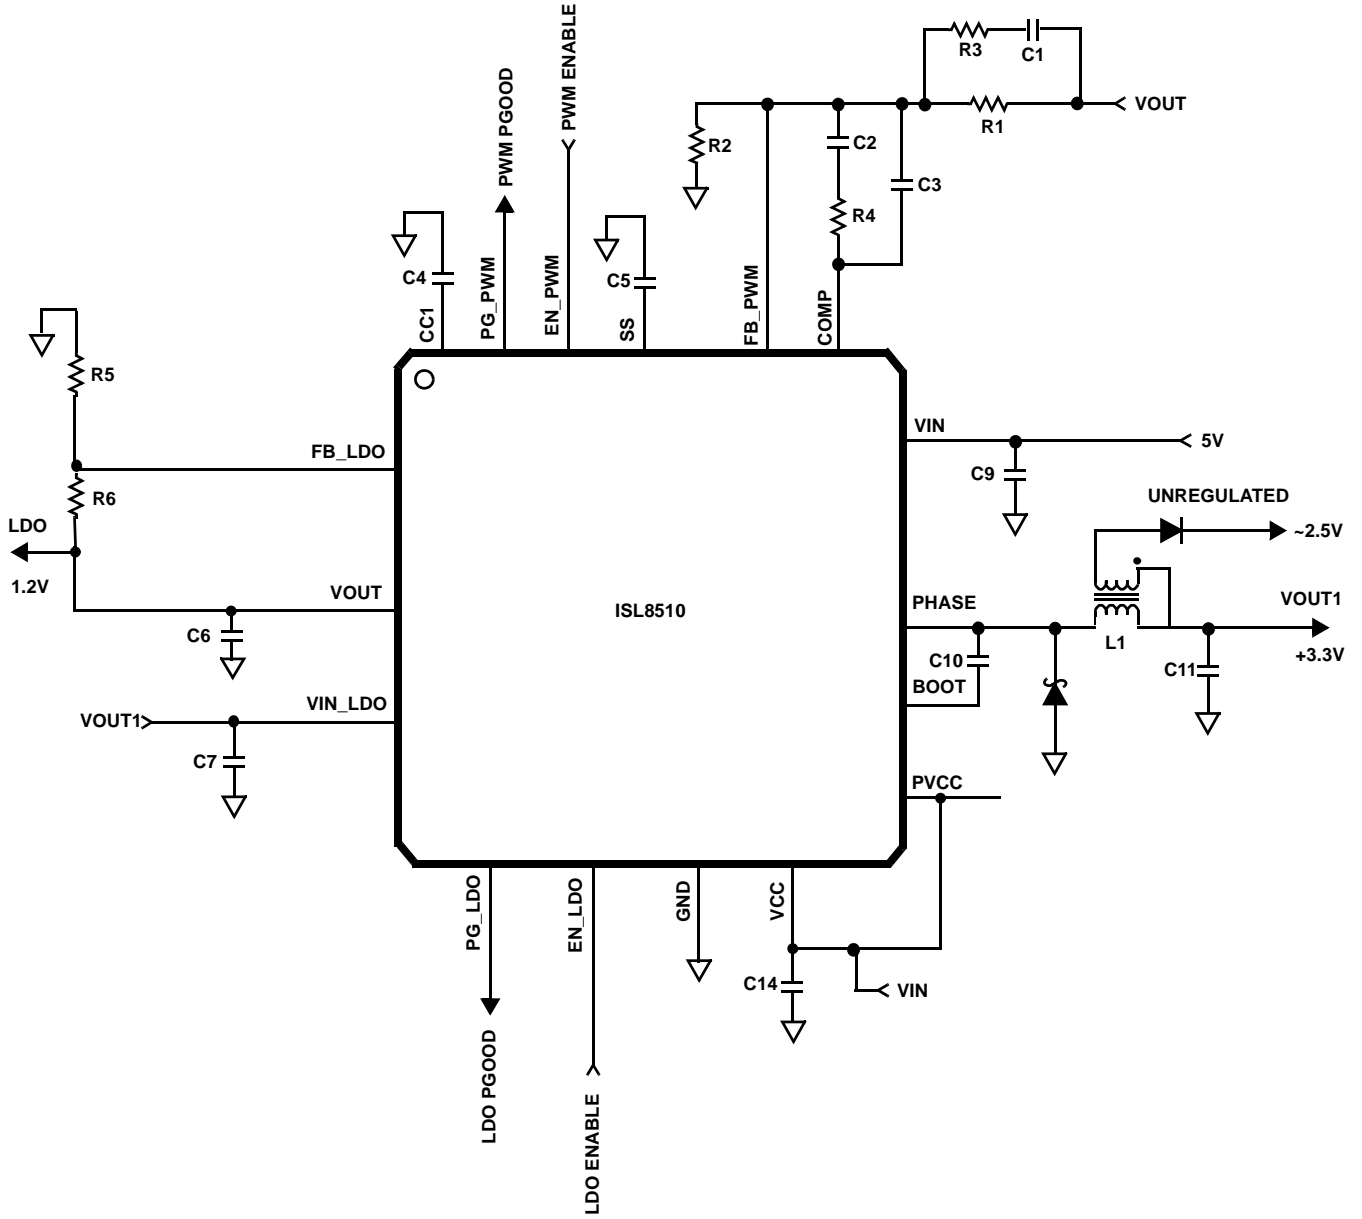 PWM ENABLE
PWM PGOOD
R3
C1
VOUT
R1
R2
C2
C3
R4
C4
C5
CC1
PG_PWM
EN_PWM
SS
FB_PWM
COMP
R5
FB_LDO
R6
LDO
1.2V
VOUT
C6
VIN_LDO
VOUT1
C7
ISL8510
VIN
5V
C9
UNREGULATED
~2.5V
PHASE
VOUT1
L1
+3.3V
C10
C11
BOOT
PVCC
PG_LDO
EN_LDO
GND
VCC
C14
VIN
LDO PGOOD
LDO ENABLE